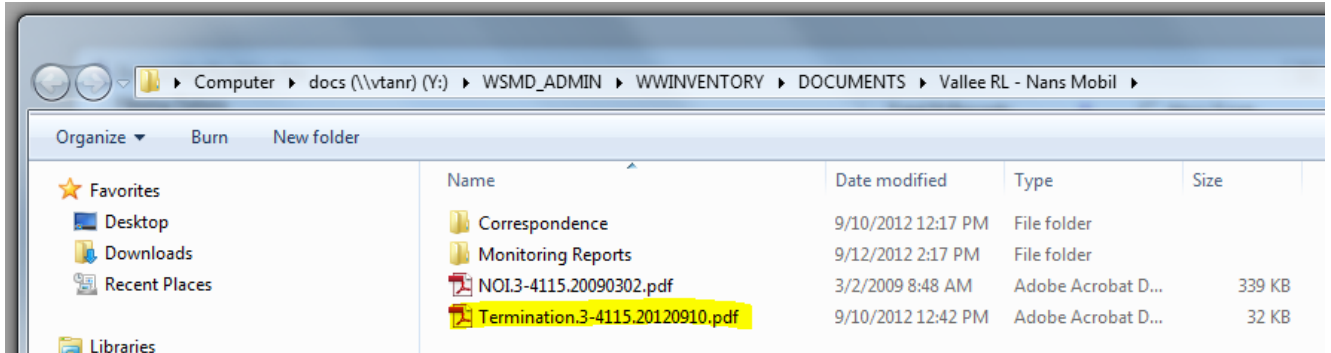 Computer ▸ docs (\\vtanr) (Y:) ▸ WSMD_ADMIN ▸ WWINVENTORY ▸ DOCUMENTS ▸ Vallee RL - Nans Mobil ▸
Organize Burn New folder
Name Date modified Type Size
Favorites
Desktop
Downloads
Recent Places
Libraries
Correspondence 9/10/2012 12:17 PM File folder
Monitoring Reports 9/12/2012 2:17 PM File folder
NOI.3-4115.20090302.pdf 3/2/2009 8:48 AM Adobe Acrobat D... 339 KB
Termination.3-4115.20120910.pdf 9/10/2012 12:42 PM Adobe Acrobat D... 32 KB